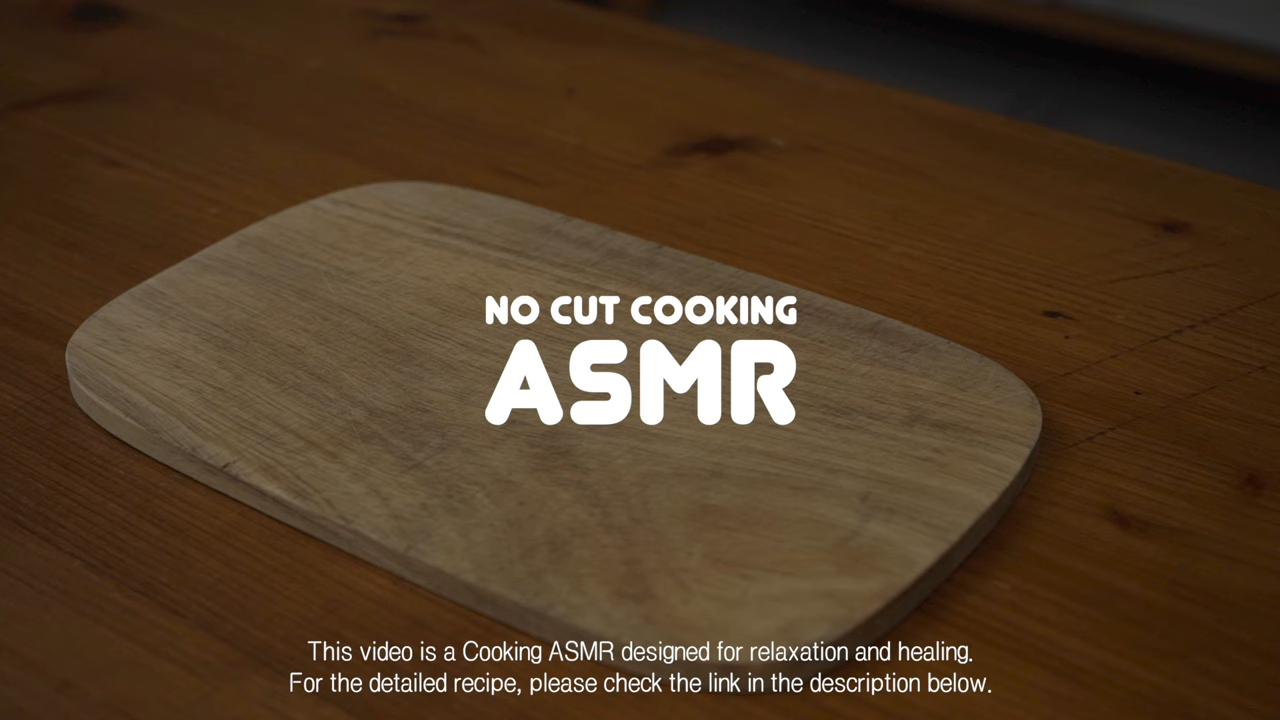 NO CUT COOKING
ASMR
This video is a Cooking ASMR designed for relaxation and healing.
For the detailed recipe, please check the link in the description below.